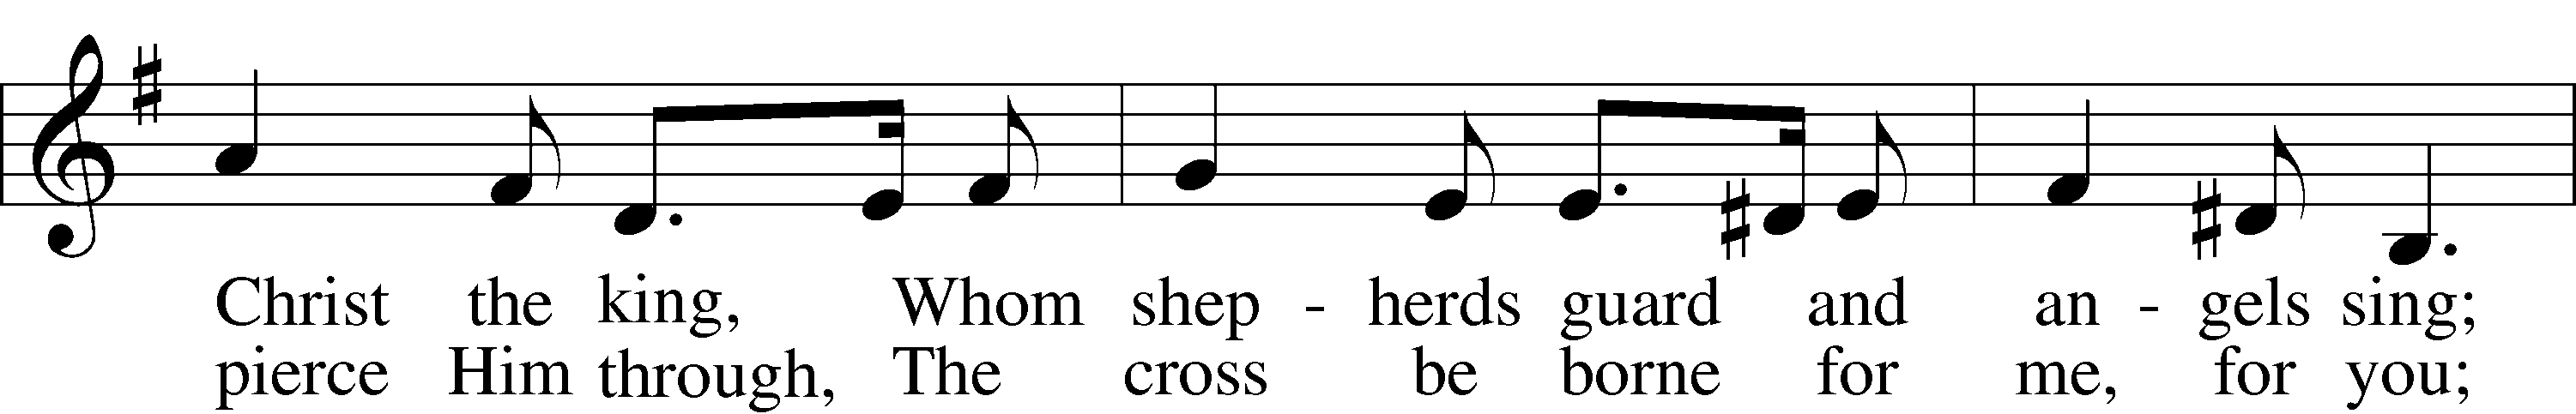 Christ the king, Whom shep - herds guard and an - gels sing;
pierce Him through, The cross be borne for me, for you;